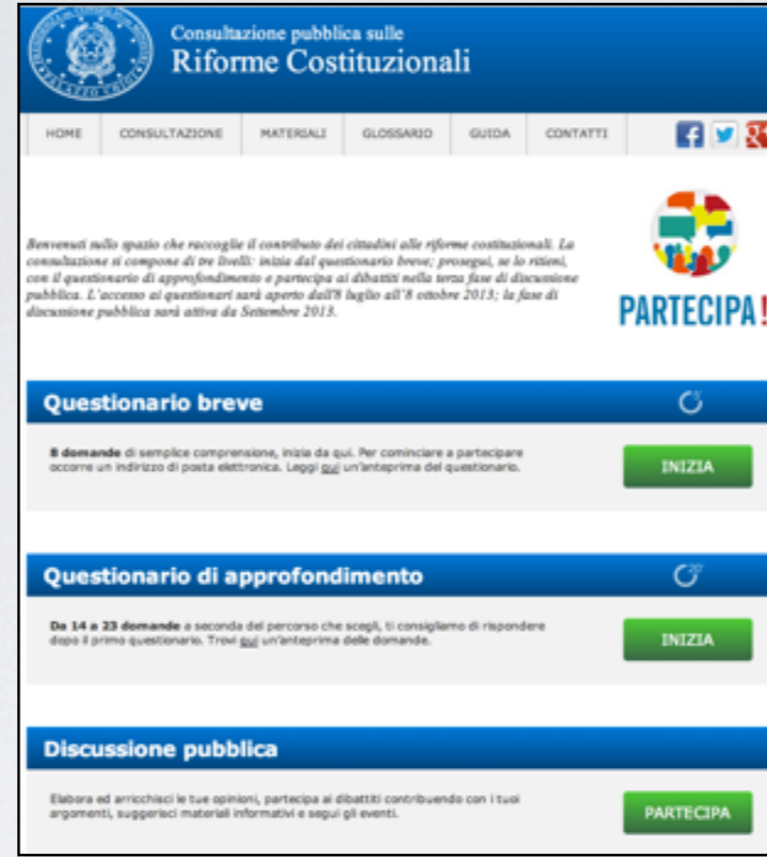 Consultazione pubblica sulle
Riforme Costituzionali
HOME CONSULTAZIONE MATERIALI GLOSSARIO GUIDA CONTATTI
Benvenuti sullo spazio che raccoglie il contributo dei cittadini alle riforme costituzionali. La
consultazione si compone di tre livelli: inizia dal questionario breve; prosegui, se lo ritieni,
con il questionario di approfondimento e partecipa ai dibattiti nella terza fase di discussione
pubblica. L'accesso ai questionari sarà aperto dall'8 luglio all'8 ottobre 2013; la fase di
discussione pubblica sarà attiva da Settembre 2013.
PARTECIPA!
Questionario breve
8 domande di semplice comprensione, inizia da qui. Per cominciare a partecipare
occorre un indirizzo di posta elettronica. Leggi qui un'anteprima del questionario.
INIZIA
Questionario di approfondimento
Da 14 a 23 domande a seconda del percorso che scegli, ti consigliamo di rispondere
dopo il primo questionario. Trovi qui un'anteprima delle domande.
INIZIA
Discussione pubblica
Elabora ed arricchisci le tue opinioni, partecipa ai dibattiti contribuendo con i tuoi
argomenti, suggerisci materiali informativi e segui gli eventi.
PARTECIPA